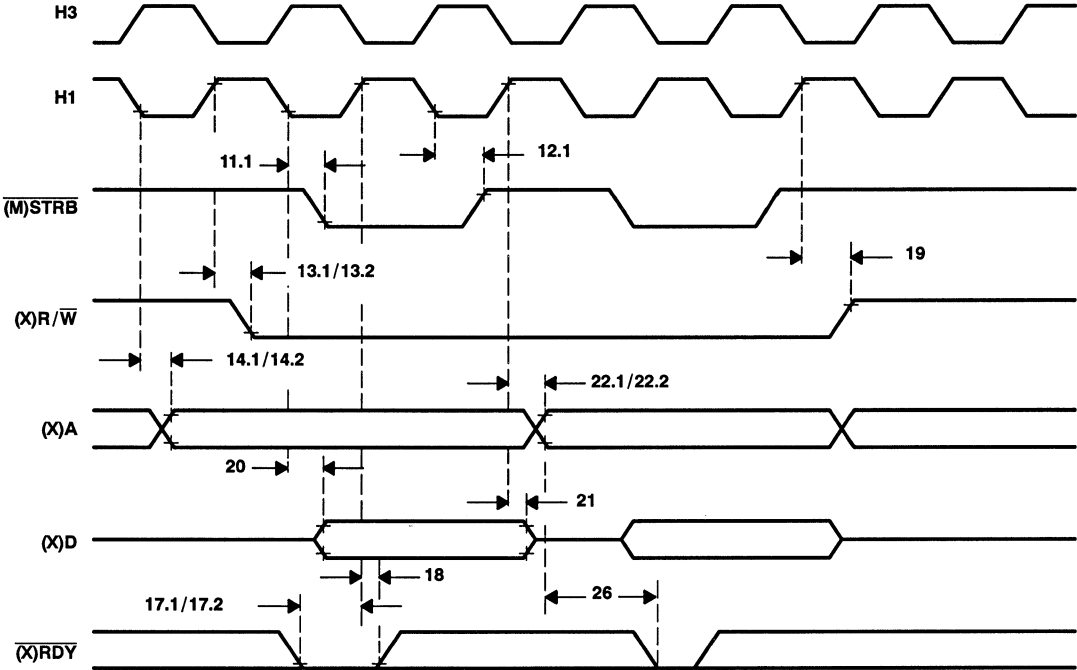 H3
H1
11.1
12.1
(M)STRB
19
13.1/13.2
(X)R/W
14.1/14.2
22.1/22.2
(X)A
20
21
(X)D
18
26
17.1/17.2
(X)RDY